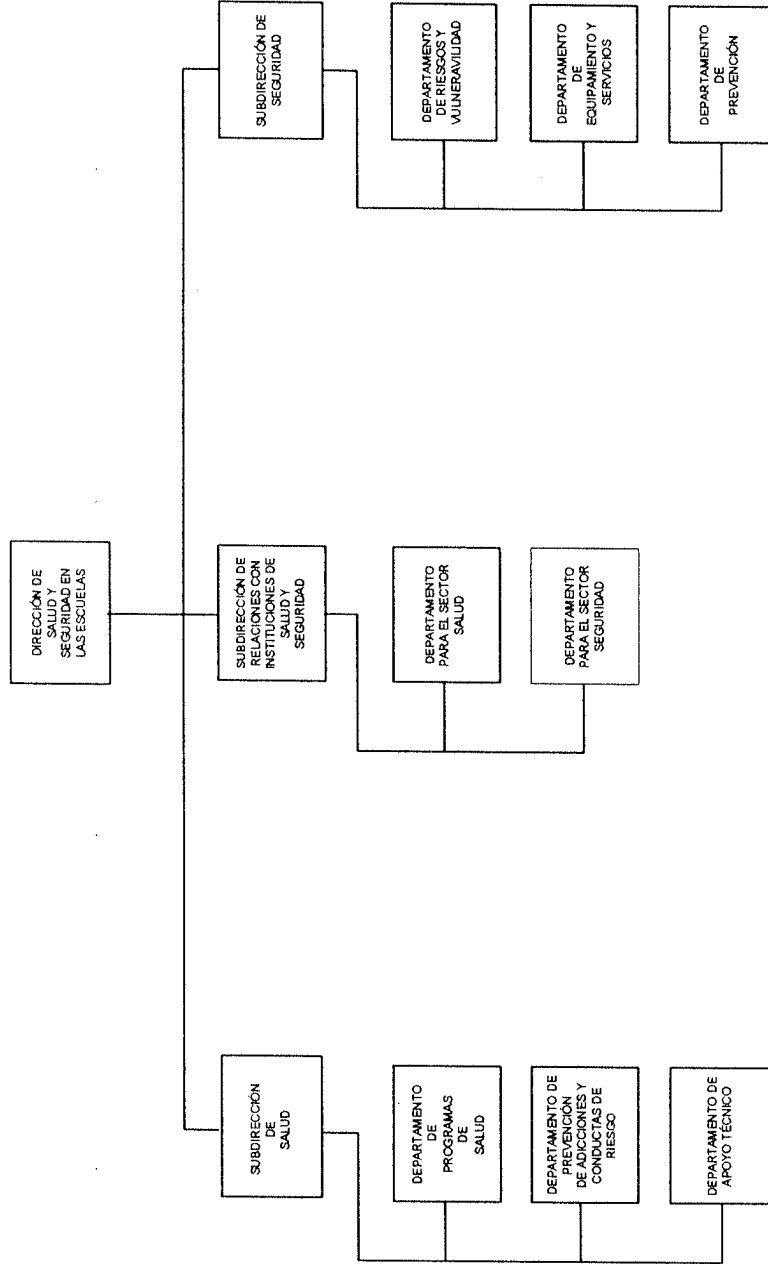 DIRECCIÓN DE
SALUD Y
SEGURIDAD EN
LAS ESCUELAS
SUBDIRECCIÓN
DE
SALUD
SUBDIRECCIÓN DE
RELACIONES CON
INSTITUCIONES DE
SALUD Y
SEGURIDAD
SUBDIRECCIÓN DE
SEGURIDAD
DEPARTAMENTO
DE
PROGRAMAS
DE
SALUD
DEPARTAMENTO DE
PREVENCIÓN
DE ADICCIONES Y
CONDUCTAS DE
RIESGO
DEPARTAMENTO DE
APOYO TÉCNICO
DEPARTAMENTO
PARA EL SECTOR
SALUD
DEPARTAMENTO
PARA EL SECTOR
SEGURIDAD
DEPARTAMENTO
DE RIESGOS Y
VULNERAVILIDAD
DEPARTAMENTO
DE
EQUIPAMIENTO Y
SERVICIOS
DEPARTAMENTO
DE
PREVENCIÓN